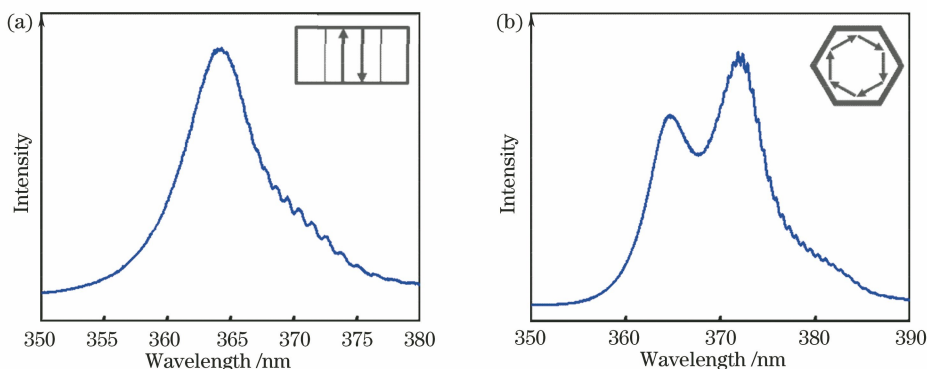 (a)
Intensity
350 355 360 365 370 375 380
Wavelength /nm
(b)
Intensity
350 360 370 380 390
Wavelength /nm